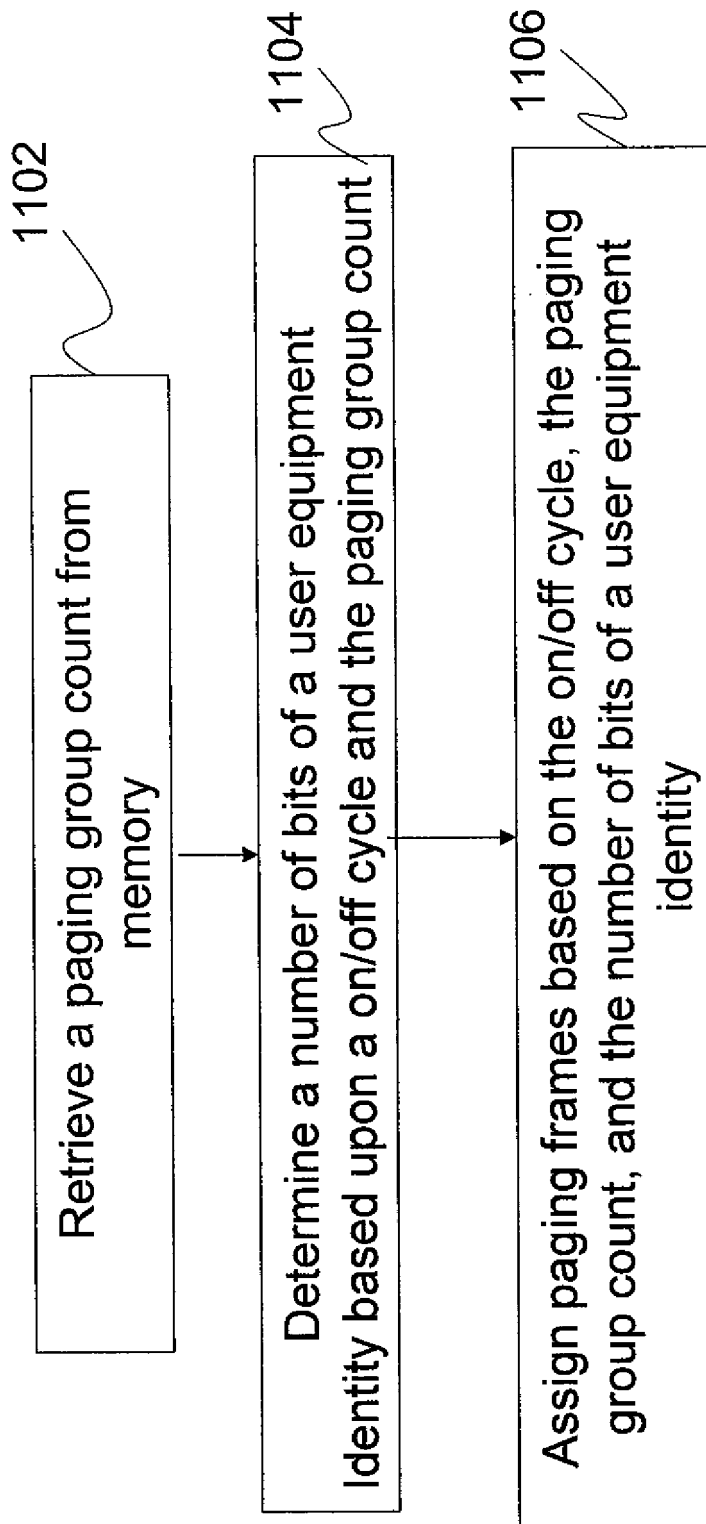 1102
Retrieve a paging group count from
memory
1104
Determine a number of bits of a user equipment
Identity based upon a on/off cycle and the paging group count
1106
Assign paging frames based on the on/off cycle, the paging
group count, and the number of bits of a user equipment
identity